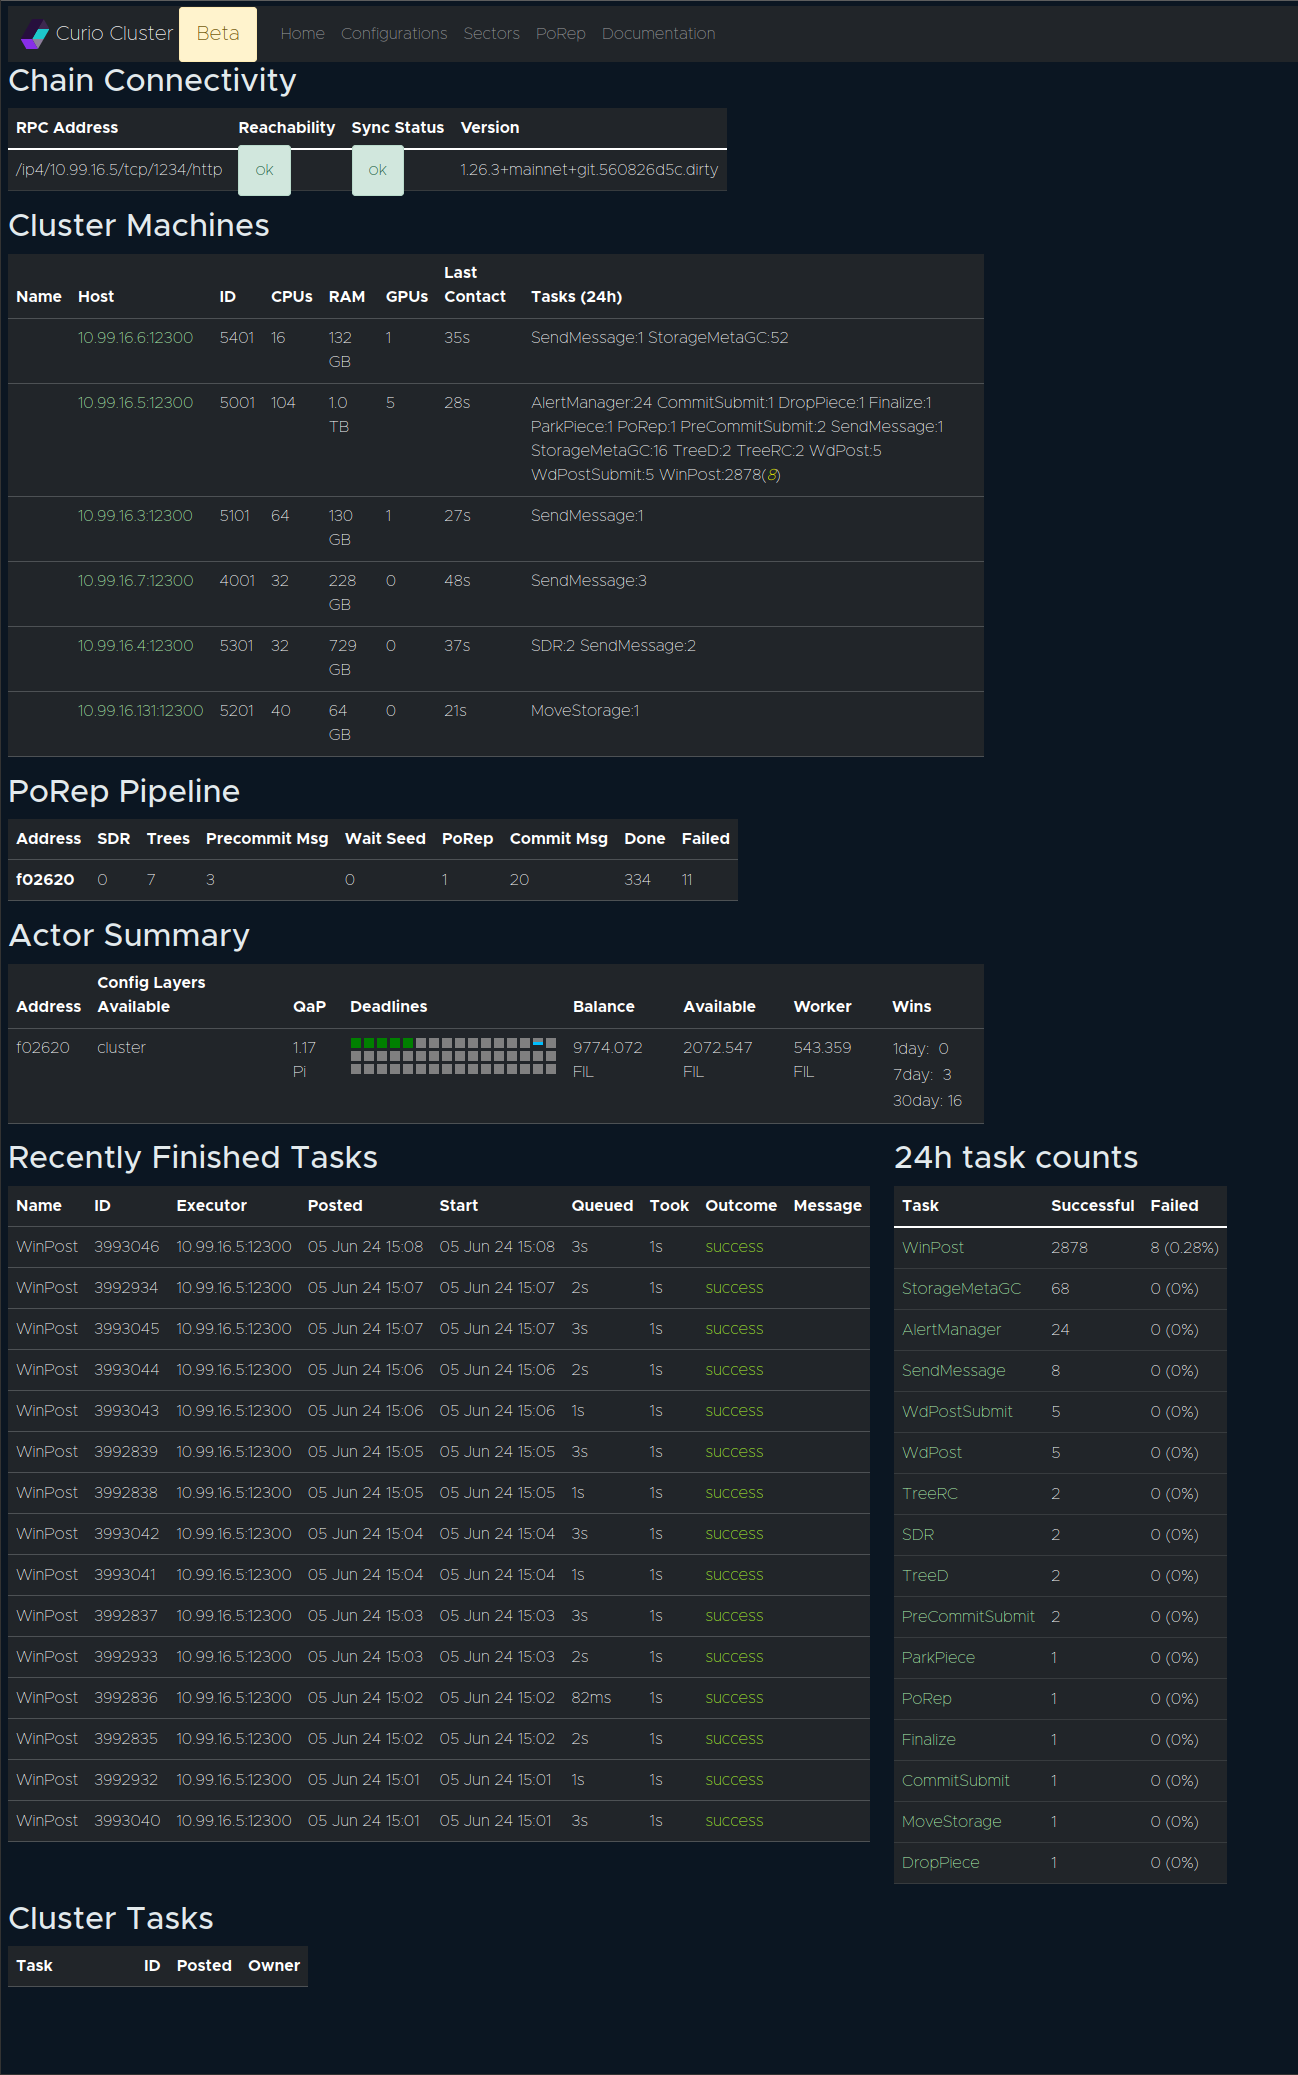 Curio Cluster Beta Home Configurations Sectors PoRep Documentation
Chain Connectivity
RPC Address Reachability Sync Status Version
/ip4/10.99.16.5/tcp/1234/http ok ok 1.26.3+mainnet+git.560826d5c.dirty
Cluster Machines
Name Host ID CPUs RAM GPUs Last Contact Tasks (24h)
10.99.16.6:12300 5401 16 132 GB 1 35s SendMessage:1 StorageMetaGC:52
10.99.16.5:12300 5001 104 1.0 TB 5 28s AlertManager:24 CommitSubmit:1 DropPiece:1 Finalize:1
ParkPiece:1 PoRep:1 PreCommitSubmit:2 SendMessage:1
StorageMetaGC:16 TreeD:2 TreeRC:2 WdPost:5
WdPostSubmit:5 WinPost:2878(8)
10.99.16.3:12300 5101 64 130 GB 1 27s SendMessage:1
10.99.16.7:12300 4001 32 228 GB 0 48s SendMessage:3
10.99.16.4:12300 5301 32 729 GB 0 37s SDR:2 SendMessage:2
10.99.16.131:12300 5201 40 64 GB 0 21s MoveStorage:1
PoRep Pipeline
Address SDR Trees Precommit Msg Wait Seed PoRep Commit Msg Done Failed
f02620 0 7 3 0 1 20 334 11
Actor Summary
Address Config Layers Available QaP Deadlines Balance Available Worker Wins
f02620 cluster 1.17 Pi 9774.072 FIL 2072.547 FIL 543.359 FIL 1day: 0
7day: 3
30day: 16
Recently Finished Tasks
Name ID Executor Posted Start Queued Took Outcome Message
WinPost 3993046 10.99.16.5:12300 05 Jun 24 15:08 05 Jun 24 15:08 3s 1s success
WinPost 3992934 10.99.16.5:12300 05 Jun 24 15:07 05 Jun 24 15:07 2s 1s success
WinPost 3993045 10.99.16.5:12300 05 Jun 24 15:07 05 Jun 24 15:07 3s 1s success
WinPost 3993044 10.99.16.5:12300 05 Jun 24 15:06 05 Jun 24 15:06 2s 1s success
WinPost 3993043 10.99.16.5:12300 05 Jun 24 15:06 05 Jun 24 15:06 1s 1s success
WinPost 3992839 10.99.16.5:12300 05 Jun 24 15:05 05 Jun 24 15:05 3s 1s success
WinPost 3992838 10.99.16.5:12300 05 Jun 24 15:05 05 Jun 24 15:05 1s 1s success
WinPost 3993042 10.99.16.5:12300 05 Jun 24 15:04 05 Jun 24 15:04 3s 1s success
WinPost 3993041 10.99.16.5:12300 05 Jun 24 15:04 05 Jun 24 15:04 1s 1s success
WinPost 3992837 10.99.16.5:12300 05 Jun 24 15:03 05 Jun 24 15:03 3s 1s success
WinPost 3992933 10.99.16.5:12300 05 Jun 24 15:03 05 Jun 24 15:03 2s 1s success
WinPost 3992836 10.99.16.5:12300 05 Jun 24 15:02 05 Jun 24 15:02 82ms 1s success
WinPost 3992835 10.99.16.5:12300 05 Jun 24 15:02 05 Jun 24 15:02 2s 1s success
WinPost 3992932 10.99.16.5:12300 05 Jun 24 15:01 05 Jun 24 15:01 1s 1s success
WinPost 3993040 10.99.16.5:12300 05 Jun 24 15:01 05 Jun 24 15:01 3s 1s success
24h task counts
Task Successful Failed
WinPost 2878 8 (0.28%)
StorageMetaGC 68 0 (0%)
AlertManager 24 0 (0%)
SendMessage 8 0 (0%)
WdPostSubmit 5 0 (0%)
WdPost 5 0 (0%)
TreeRC 2 0 (0%)
SDR 2 0 (0%)
TreeD 2 0 (0%)
PreCommitSubmit 2 0 (0%)
ParkPiece 1 0 (0%)
PoRep 1 0 (0%)
Finalize 1 0 (0%)
CommitSubmit 1 0 (0%)
MoveStorage 1 0 (0%)
DropPiece 1 0 (0%)
Cluster Tasks
Task ID Posted Owner